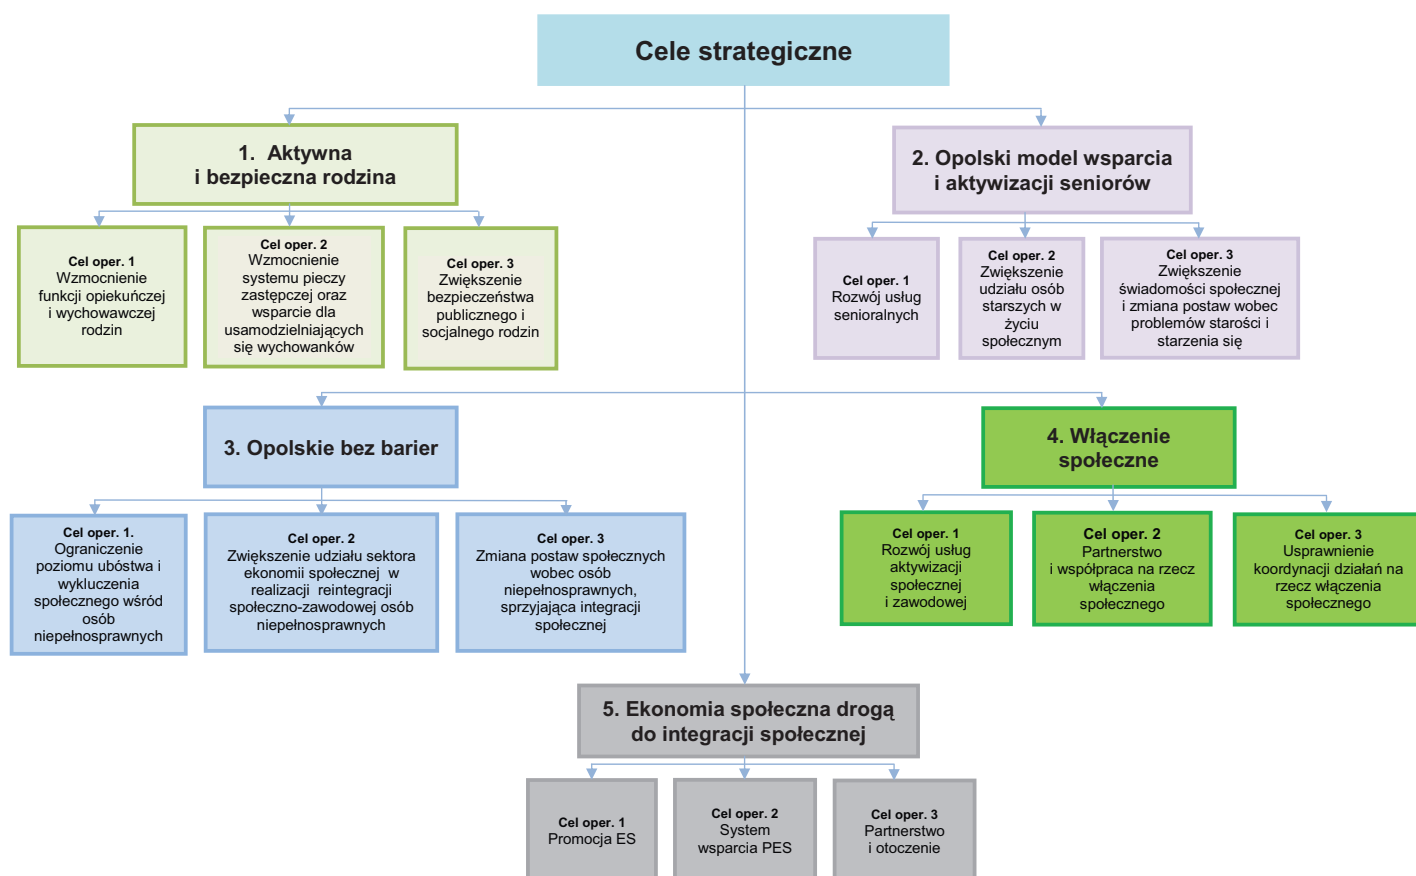 Cele strategiczne
1. Aktywna
i bezpieczna rodzina
2. Opolski model wsparcia
i aktywizacji seniorów
Cel oper. 1
Wzmocnienie
funkcji opiekuńczej
i wychowawczej
rodzin
Cel oper. 2
Wzmocnienie
systemu pieczy
zastępczej oraz
wsparcie dla
usamodzielniających
się wychowanków
Cel oper. 3
Zwiększenie
bezpieczeństwa
publicznego i
socjalnego rodzin
Cel oper. 1
Rozwój usług
senioralnych
Cel oper. 2
Zwiększenie
udziału osób
starszych w
życiu
społecznym
Cel oper. 3
Zwiększenie
świadomości społecznej
i zmiana postaw wobec
problemów starości i
starzenia się
3. Opolskie bez barier
4. Włączenie
społeczne
Cel oper. 1.
Ograniczenie
poziomu ubóstwa i
wykluczenia
społecznego wśród
osób
niepełnosprawnych
Cel oper. 2
Zwiększenie udziału sektora
ekonomii społecznej w
realizacji reintegracji
społeczno-zawodowej osób
niepełnosprawnych
Cel oper. 3
Zmiana postaw społecznych
wobec osób
niepełnosprawnych,
sprzyjająca integracji
społecznej
Cel oper. 1
Rozwój usług
aktywizacji
społecznej
i zawodowej
Cel oper. 2
Partnerstwo
i współpraca na rzecz
włączenia
społecznego
Cel oper. 3
Usprawnienie
koordynacji działań na
rzecz włączenia
społecznego
5. Ekonomia społeczna drogą
do integracji społecznej
Cel oper. 1
Promocja ES
Cel oper. 2
System
wsparcia PES
Cel oper. 3
Partnerstwo
i otoczenie